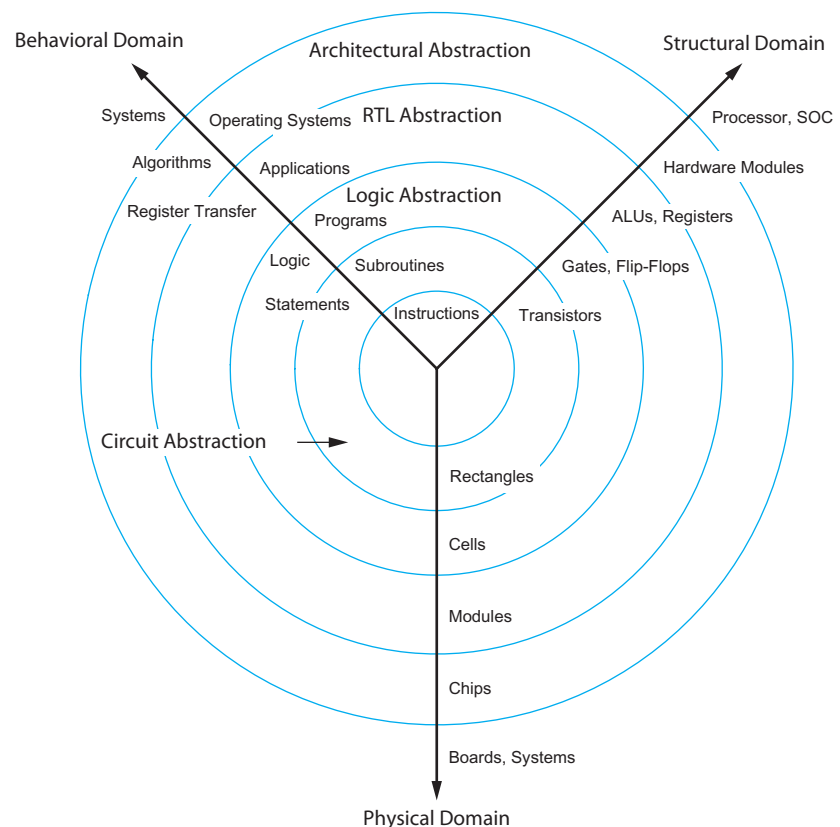 Behavioral Domain
Architectural Abstraction
Structural Domain
Systems
Operating Systems
RTL Abstraction
Processor, SOC
Algorithms
Applications
Hardware Modules
Logic Abstraction
Register Transfer
Programs
ALUs, Registers
Logic
Subroutines
Gates, Flip-Flops
Statements
Instructions
Transistors
Circuit Abstraction
Rectangles
Cells
Modules
Chips
Boards, Systems
Physical Domain